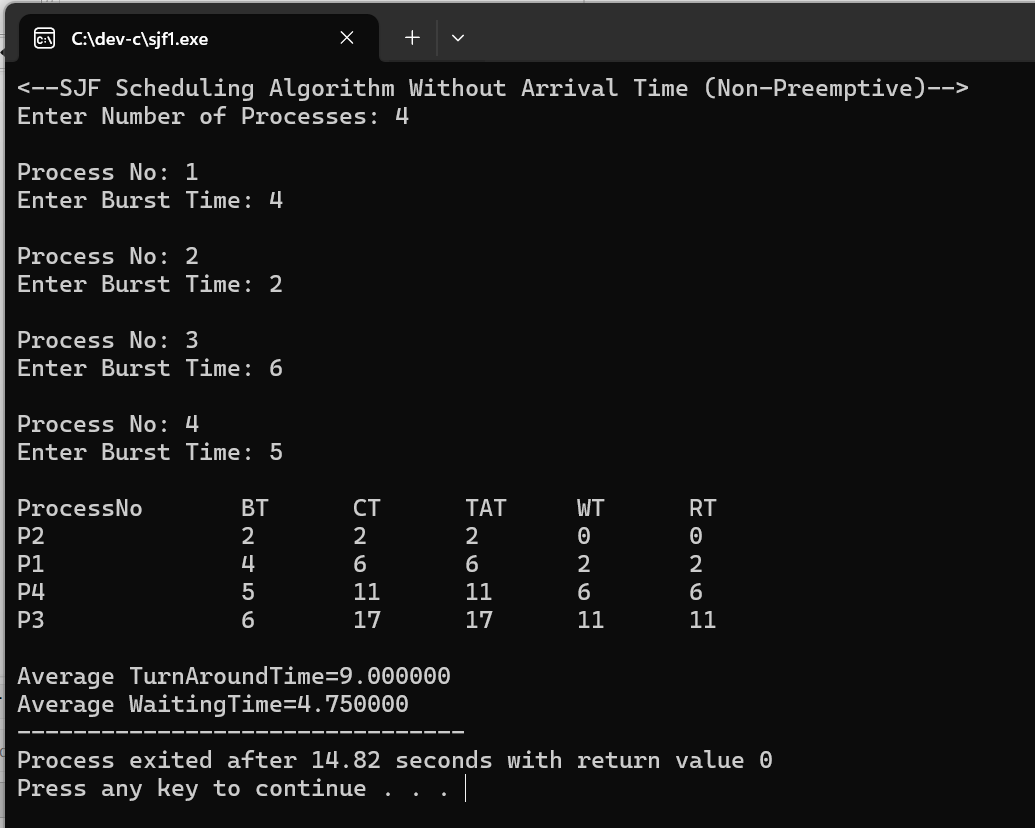 C:\dev-c\sjf1.exe
<--SJF Scheduling Algorithm Without Arrival Time (Non-Preemptive)-->
Enter Number of Processes: 4
Process No: 1
Enter Burst Time: 4
Process No: 2
Enter Burst Time: 2
Process No: 3
Enter Burst Time: 6
Process No: 4
Enter Burst Time: 5
ProcessNo BT CT TAT WT RT
P2 2 2 2 0 0
P1 4 6 6 2 2
P4 5 11 11 6 6
P3 6 17 17 11 11
Average TurnAroundTime=9.000000
Average WaitingTime=4.750000
--------------------------------
Process exited after 14.82 seconds with return value 0
Press any key to continue . . .